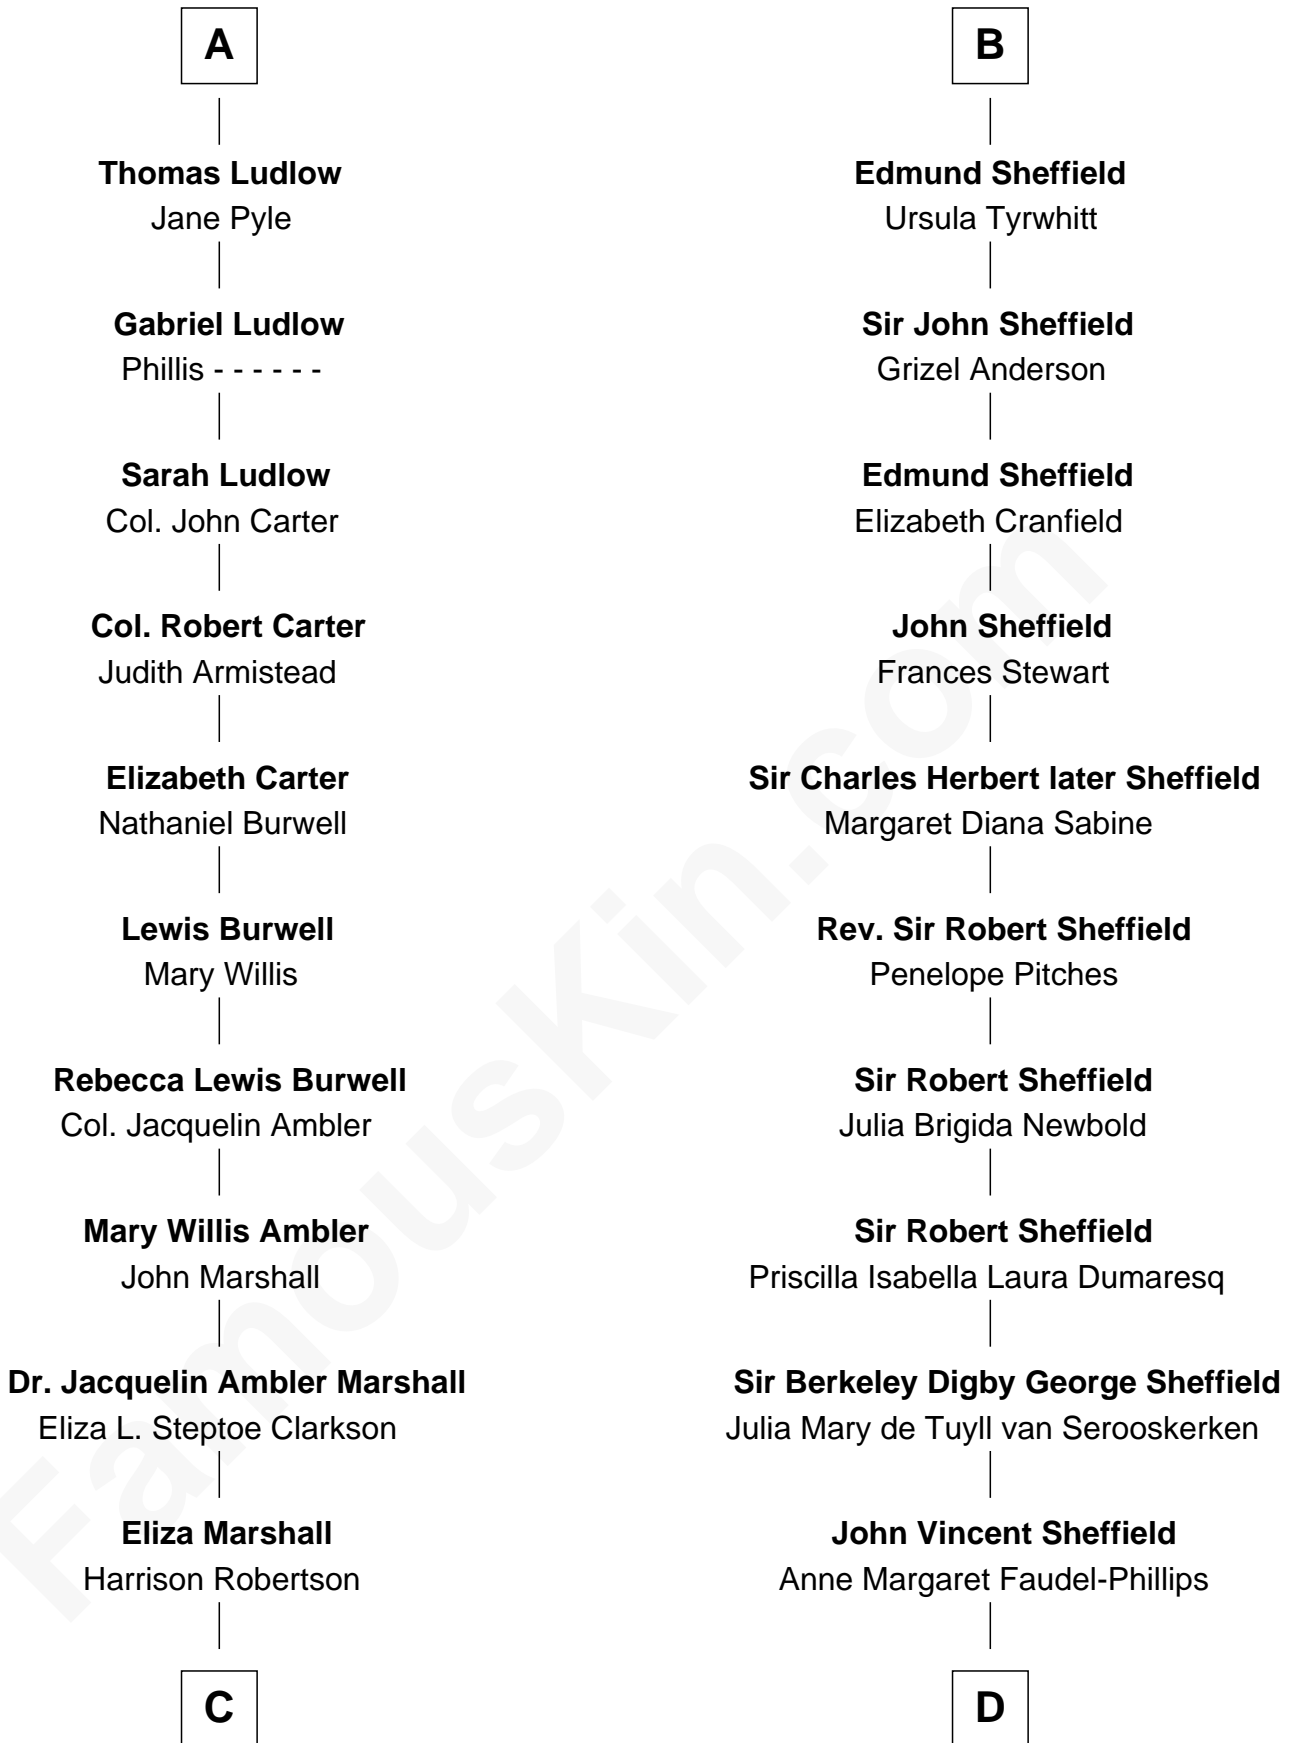 A
Thomas Ludlow
Jane Pyle
Gabriel Ludlow
Phillis - - - - - -
Sarah Ludlow
Col. John Carter
Col. Robert Carter
Judith Armistead
Elizabeth Carter
Nathaniel Burwell
Lewis Burwell
Mary Willis
Rebecca Lewis Burwell
Col. Jacquelin Ambler
Mary Willis Ambler
John Marshall
Dr. Jacquelin Ambler Marshall
Eliza L. Steptoe Clarkson
Eliza Marshall
Harrison Robertson
C
B
Edmund Sheffield
Ursula Tyrwhitt
Sir John Sheffield
Grizel Anderson
Edmund Sheffield
Elizabeth Cranfield
John Sheffield
Frances Stewart
Sir Charles Herbert later Sheffield
Margaret Diana Sabine
Rev. Sir Robert Sheffield
Penelope Pitches
Sir Robert Sheffield
Julia Brigida Newbold
Sir Robert Sheffield
Priscilla Isabella Laura Dumaresq
Sir Berkeley Digby George Sheffield
Julia Mary de Tuyll van Serooskerken
John Vincent Sheffield
Anne Margaret Faudel-Phillips
D
FamousKin.com